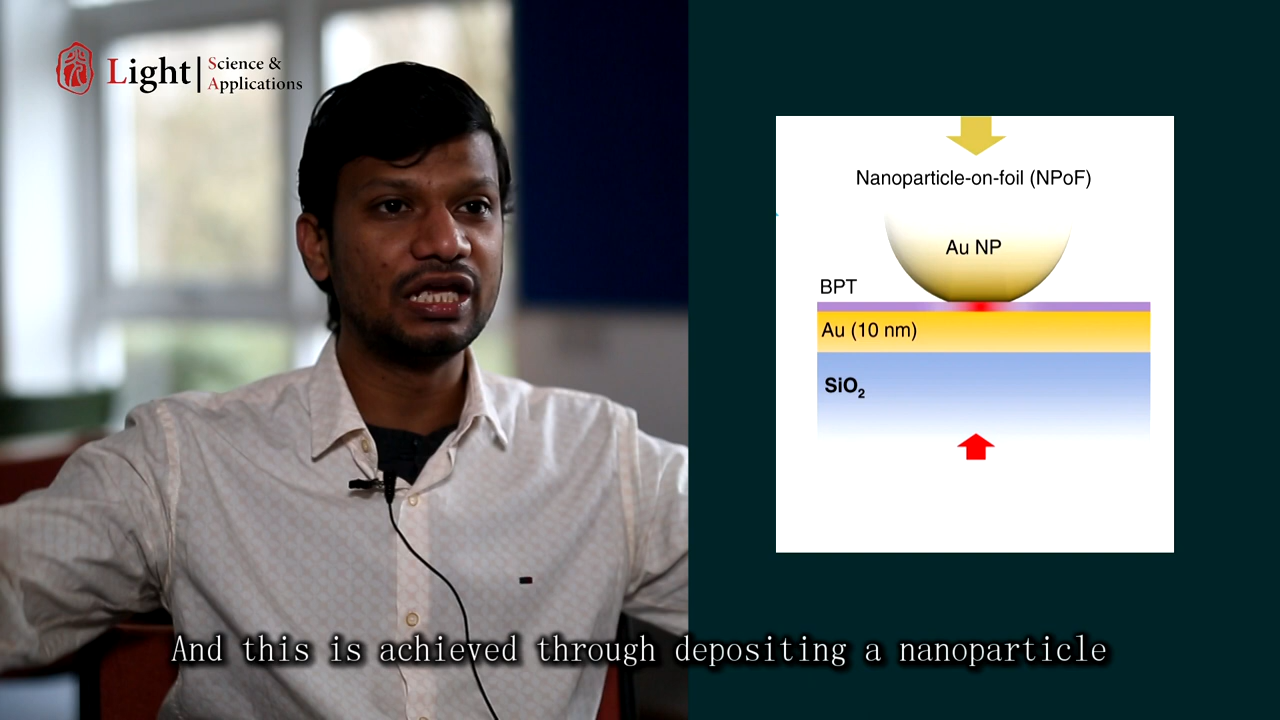 Light
Science &
Applications
Nanoparticle-on-foil (NPoF)
Au NP
BPT
Au (10 nm)
SiO₂
And this is achieved through depositing a nanoparticle